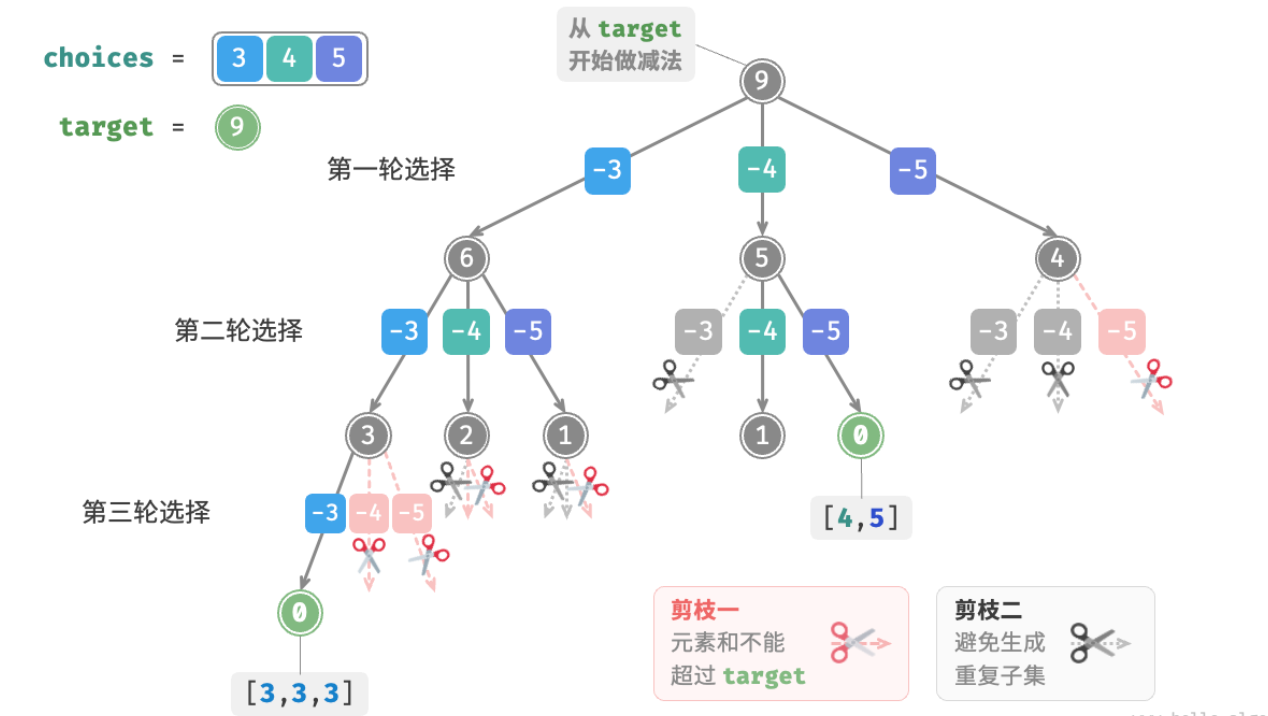 choices = 3 4 5
target = 9
从 target
开始做减法
9
第一轮选择
-3 -4 -5
6 5 4
第二轮选择
-3 -4 -5 -3 -4 -5 -3 -4 -5
3 2 1 1 0
第三轮选择
-3 -4 -5
[4,5]
0
[3,3,3]
剪枝一
元素和不能
超过 target
剪枝二
避免生成
重复子集